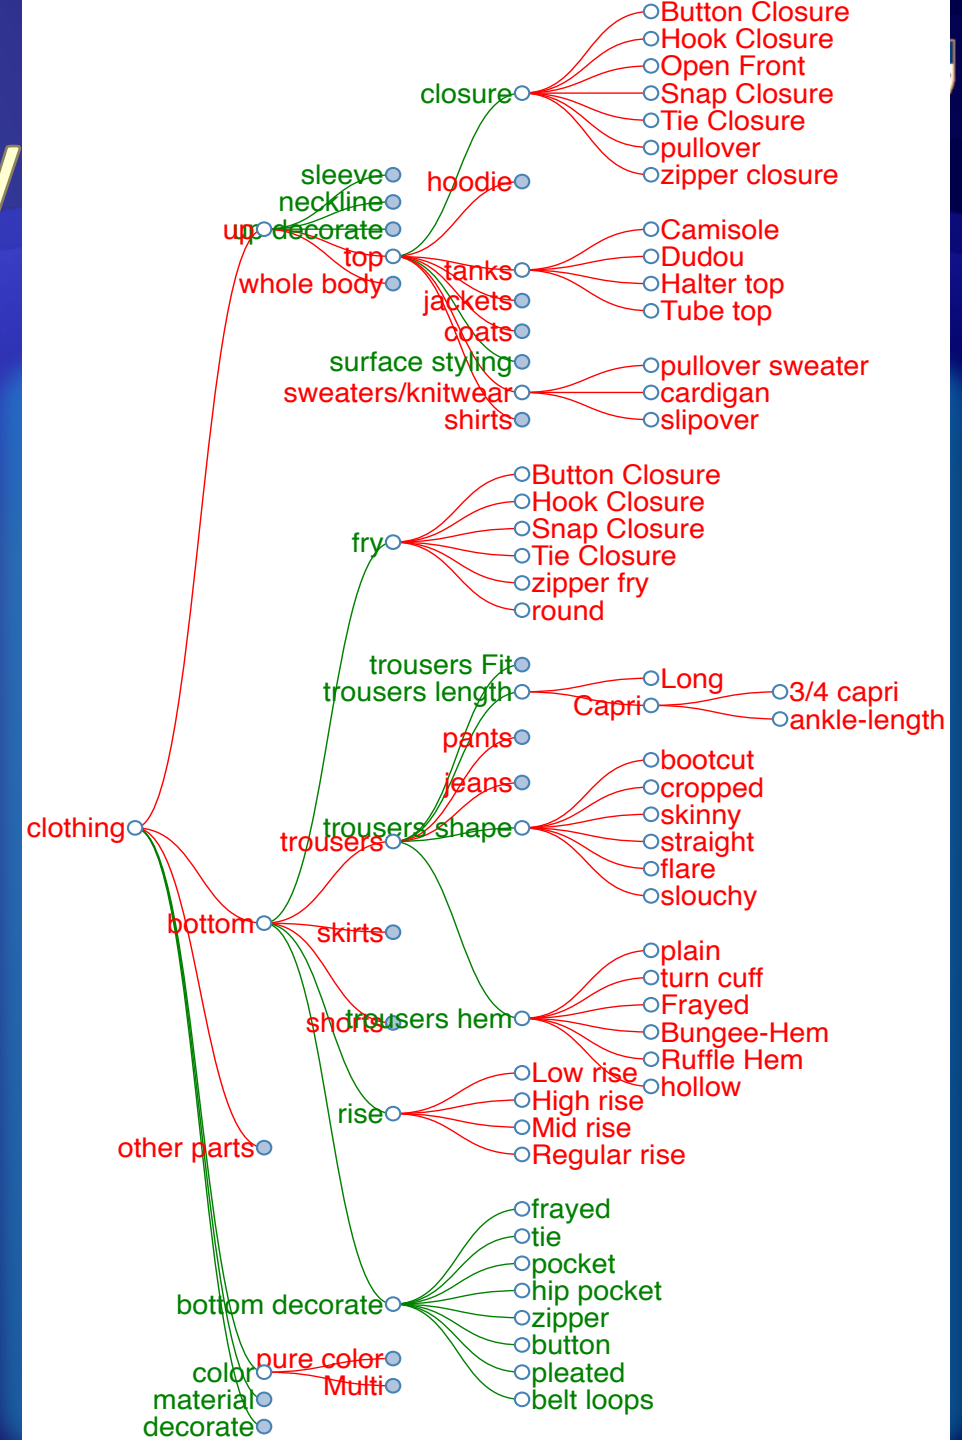 Button Closure
Hook Closure
Open Front
closure
Snap Closure
Tie Closure
pullover
zipper closure
sleeve
hoodie
neckline
up
up decorate
Camisole
top
Dudou
tanks
whole body
Halter top
jackets
Tube top
coats
surface styling
pullover sweater
sweaters/knitwear
cardigan
shirts
slipover
Button Closure
Hook Closure
Snap Closure
fry
Tie Closure
zipper fry
round
trousers Fit
Long
trousers length
3/4 capri
Capri
ankle-length
pants
bootcut
jeans
cropped
skinny
clothing
trousers shape
trousers
straight
flare
slouchy
bottom
skirts
plain
turn cuff
Frayed
shorts
trousers hem
Bungee-Hem
Ruffle Hem
Low rise
hollow
High rise
rise
Mid rise
other parts
Regular rise
frayed
tie
pocket
hip pocket
bottom decorate
zipper
button
pure color
color
pleated
Multi
material
belt loops
decorate